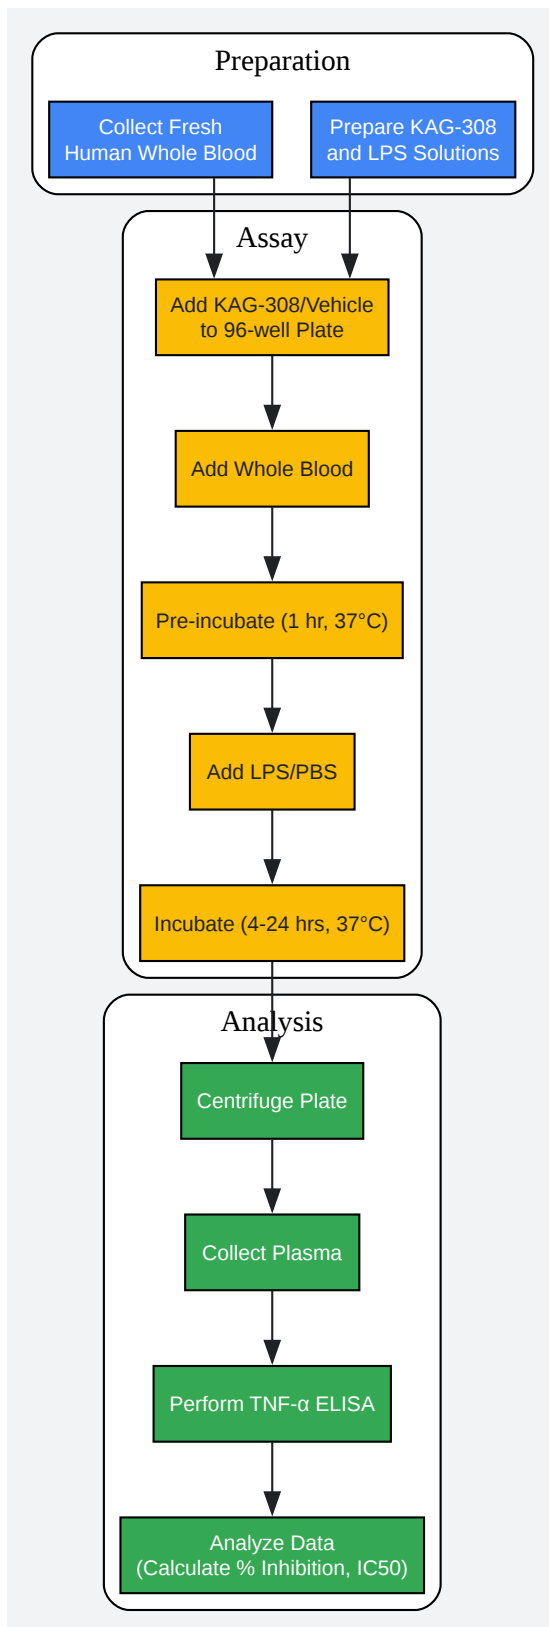 Preparation
Collect Fresh
Human Whole Blood
Prepare KAG-308
and LPS Solutions
Assay
Add KAG-308/Vehicle
to 96-well Plate
Add Whole Blood
Pre-incubate (1 hr, 37°C)
Add LPS/PBS
Incubate (4-24 hrs, 37°C)
Analysis
Centrifuge Plate
Collect Plasma
Perform TNF-α ELISA
Analyze Data
(Calculate % Inhibition, IC50)